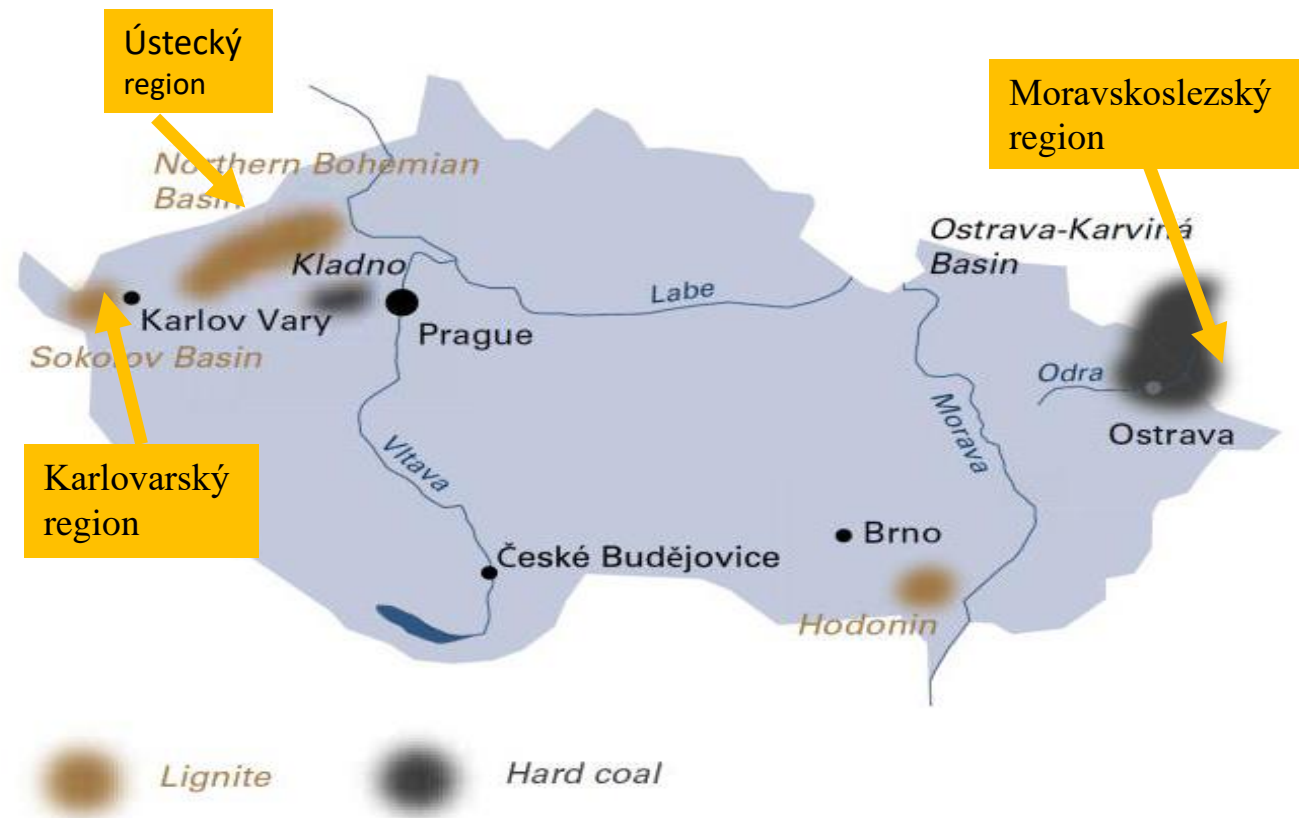 Ústecký
region
Moravskoslezský
region
Northern Bohemian
Basin
Ostrava-Karviná
Basin
Kladno
Labe
Karlov Vary
Prague
Sokolov Basin
Odra
Ostrava
Morava
Vltava
Karlovarský
region
Brno
České Budějovice
Hodonin
Lignite
Hard coal